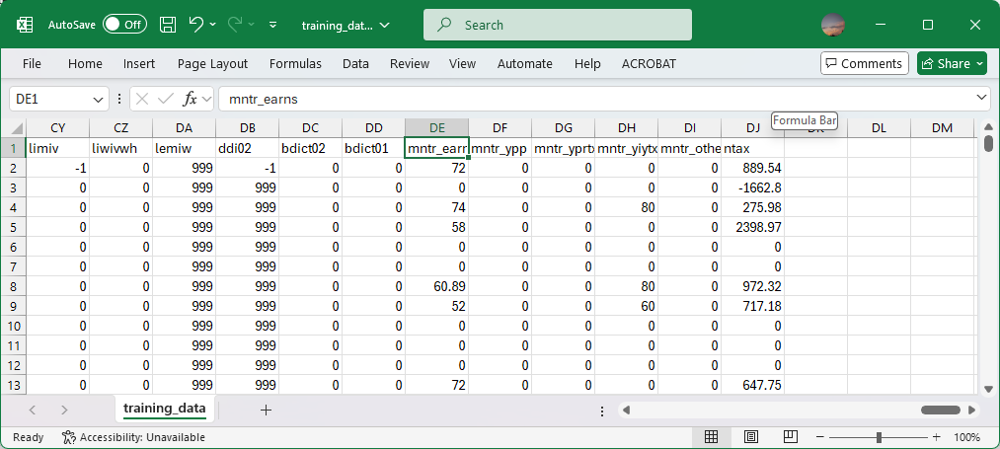 AutoSave Off training_dat... Search
File Home Insert Page Layout Formulas Data Review View Automate Help ACROBAT Comments Share
DE1 fx mntr_earns
Formula Bar
CY CZ DA DB DC DD DE DF DG DH DI DJ DK DL DM
1 limiv liwivwh lemiw ddi02 bdict02 bdict01 mntr_earr mntr_ypp mntr_yprtx mntr_yiytx mntr_othe ntax
2 -1 0 999 -1 0 0 72 0 0 0 0 889.54
3 0 0 999 999 0 0 0 0 0 0 0 -1662.8
4 0 0 999 999 0 0 74 0 0 80 0 275.98
5 0 0 999 999 0 0 58 0 0 0 0 2398.97
6 0 0 999 999 0 0 0 0 0 0 0 0
7 0 0 999 999 0 0 0 0 0 0 0 0
8 0 0 999 999 0 0 60.89 0 0 80 0 972.32
9 0 0 999 999 0 0 52 0 0 60 0 717.18
10 0 0 999 999 0 0 0 0 0 0 0 0
11 0 0 999 999 0 0 0 0 0 0 0 0
12 0 0 999 999 0 0 0 0 0 0 0 0
13 0 0 999 999 0 0 72 0 0 0 0 647.75
training_data
Ready Accessibility: Unavailable 100%